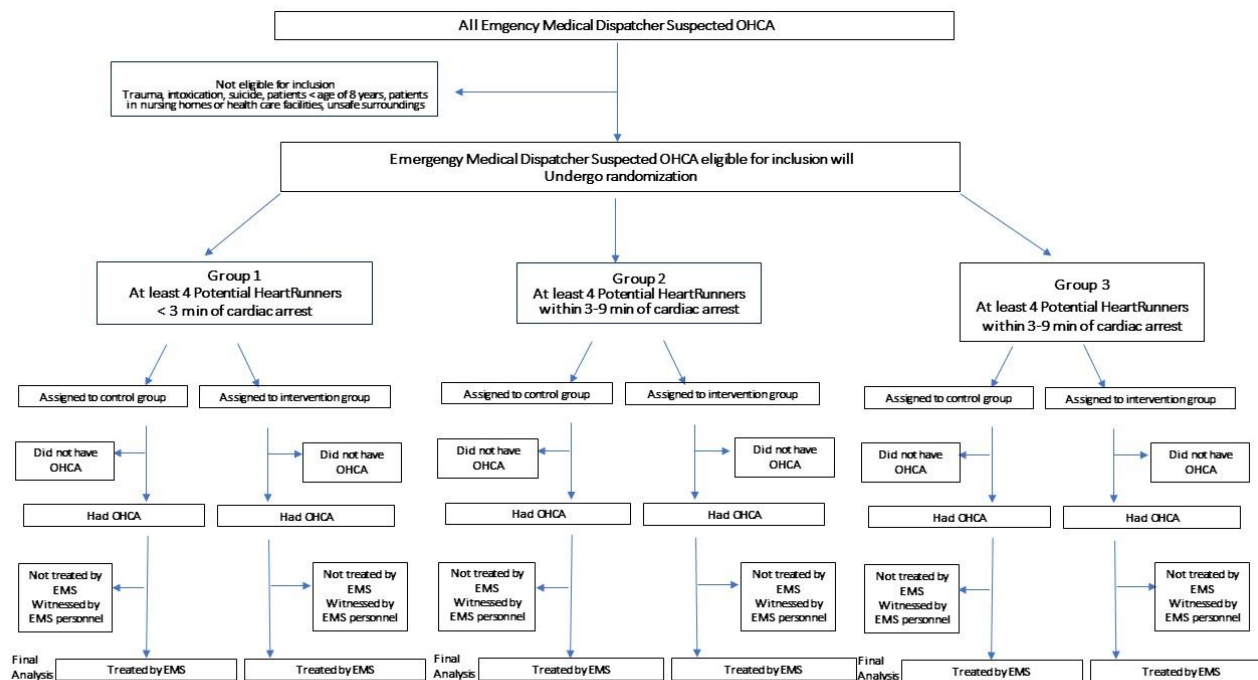 All Emgency Medical Dispatcher Suspected OHCA
Not eligible for inclusion
Trauma, intoxication, suicide, patients < age of 8 years, patients
in nursing homes or health care facilities, unsafe surroundings
Emergengy Medical Dispatcher Suspected OHCA eligible for inclusion will
Undergo randomization
Group 1
At least 4 Potential HeartRunners
< 3 min of cardiac arrest
Group 2
At least 4 Potential HeartRunners
within 3-9 min of cardiac arrest
Group 3
At least 4 Potential HeartRunners
within 3-9 min of cardiac arrest
Assigned to control group
Assigned to intervention group
Assigned to control group
Assigned to intervention group
Assigned to control group
Assigned to intervention group
Did not have
OHCA
Did not have
OHCA
Did not have
OHCA
Did not have
OHCA
Did not have
OHCA
Did not have
OHCA
Had OHCA
Had OHCA
Had OHCA
Had OHCA
Had OHCA
Had OHCA
Not treated by
EMS
Witnessed by
EMS personnel
Not treated by
EMS
Witnessed by
EMS personnel
Not treated by
EMS
Witnessed by
EMS personnel
Not treated by
EMS
Witnessed by
EMS personnel
Not treated by
EMS
Witnessed by
EMS personnel
Not treated by
EMS
Witnessed by
EMS personnel
Final
Analysis
Treated by EMS
Treated by EMS
Final
Analysis
Treated by EMS
Treated by EMS
Final
Analysis
Treated by EMS
Treated by EMS